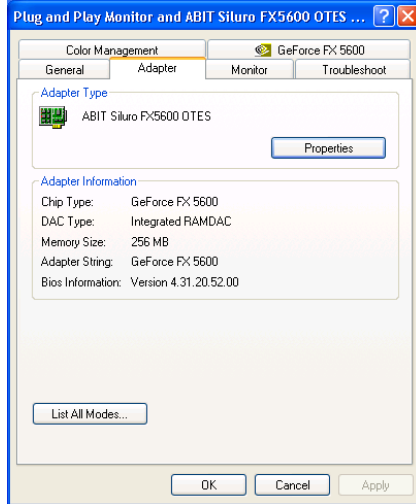 Plug and Play Monitor and ABIT Siluro FX5600 OTES ...
Color Management
GeForce FX 5600
General
Adapter
Monitor
Troubleshoot
Adapter Type
ABIT Siluro FX5600 OTES
Properties
Adapter Information
Chip Type: GeForce FX 5600
DAC Type: Integrated RAMDAC
Memory Size: 256 MB
Adapter String: GeForce FX 5600
Bios Information: Version 4.31.20.52.00
List All Modes...
OK
Cancel
Apply